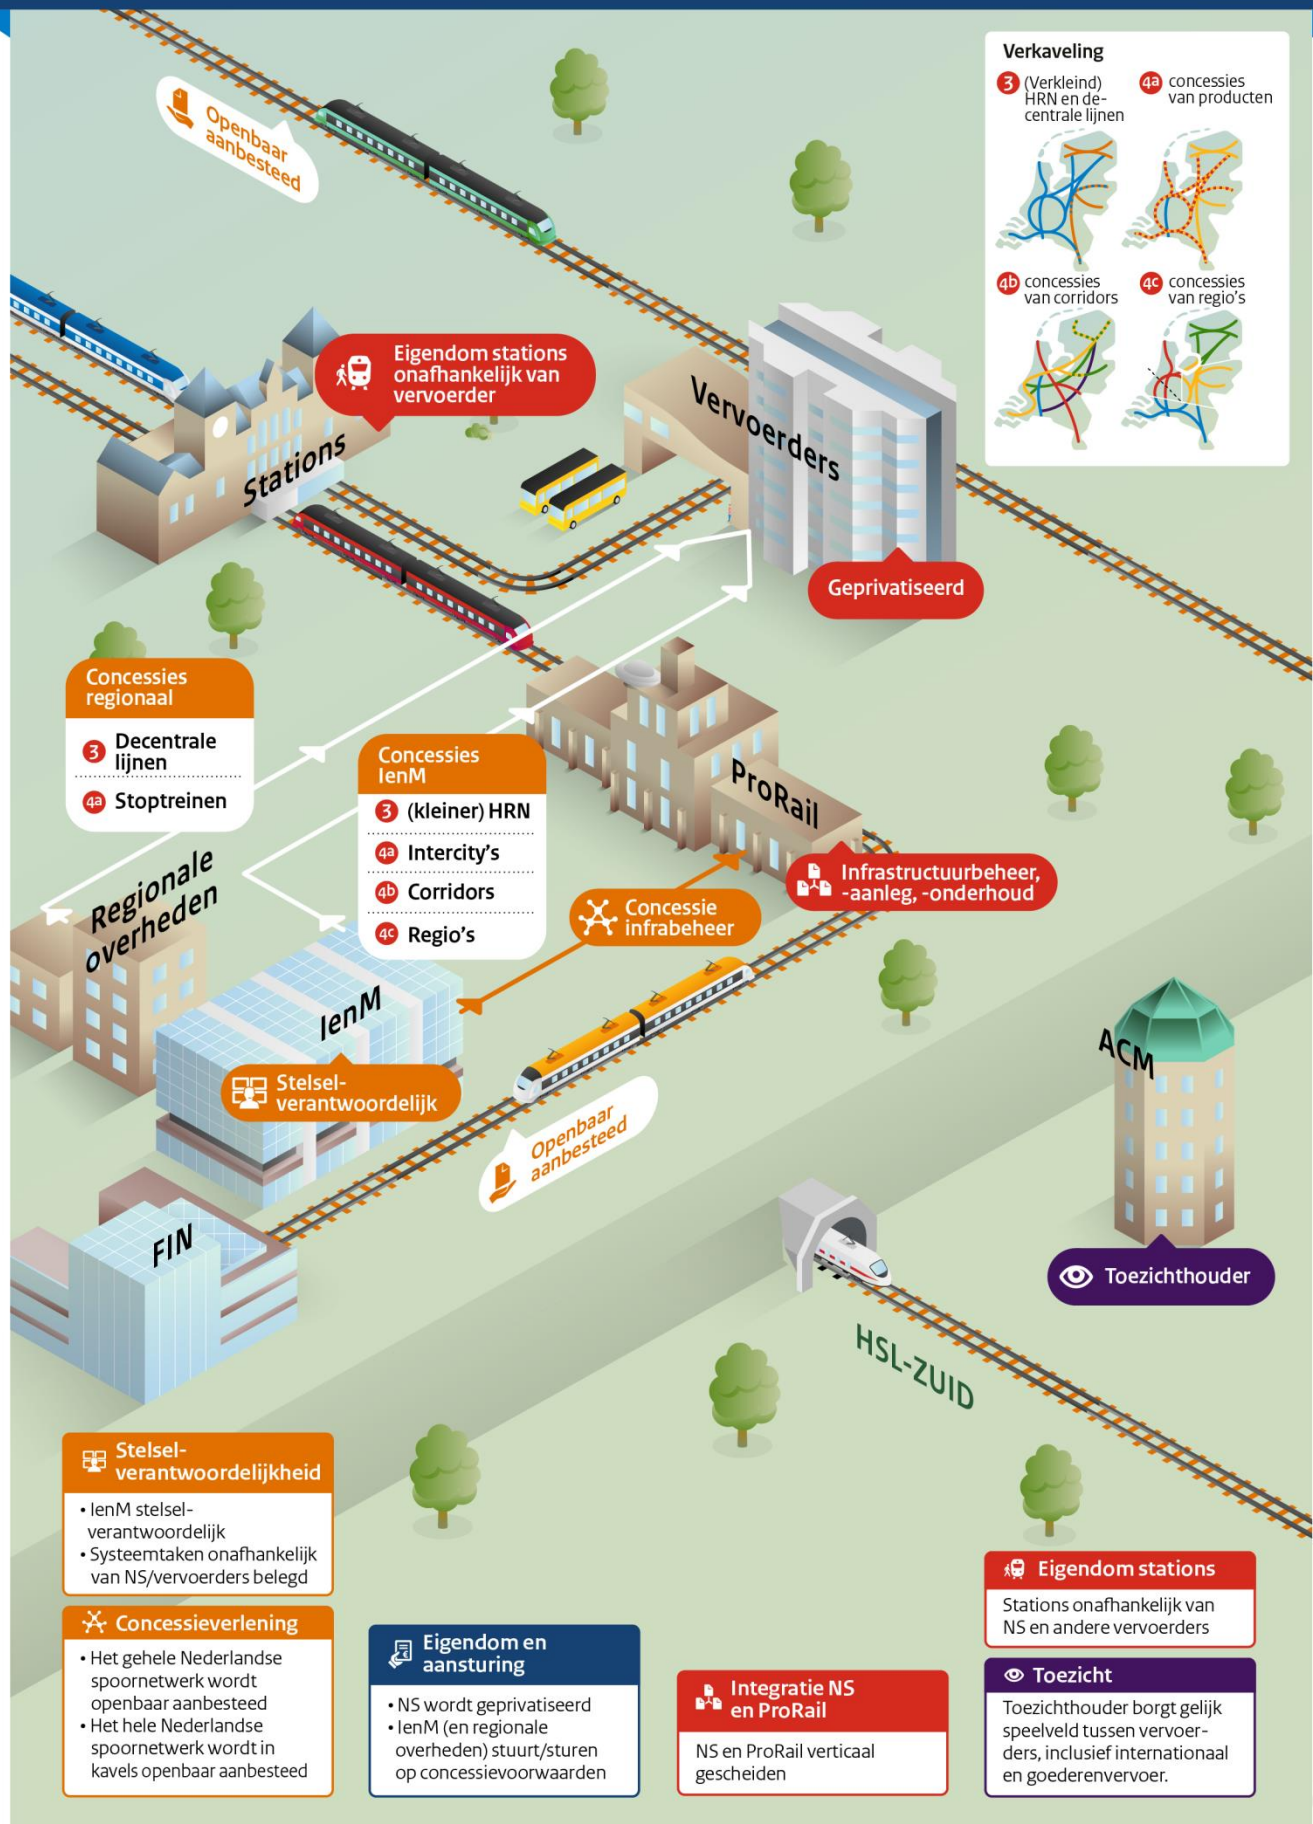 Verkaveling
3 (Verkleind)
HRN en de-
centrale lijnen
4a concessies
van producten
4b concessies
van corridors
4c concessies
van regio's
Openbaar
aanbesteed
Eigendom stations
onafhankelijk van
vervoerder
Stations
Vervoerders
Geprivatiseerd
Concessies
regionaal
3 Decentrale
lijnen
4a Stoptreinen
Concessies
IenM
3 (kleiner) HRN
4a Intercity's
4b Corridors
4c Regio's
ProRail
Infrastructuurbeheer,
-aanleg, -onderhoud
Concessie
infrabeheer
Regionale
overheden
IenM
Stelsel-
verantwoordelijk
Openbaar
aanbesteed
ACM
Toezichthouder
FIN
HSL-ZUID
Stelsel-
verantwoordelijkheid
• IenM stelsel-
verantwoordelijk
• Systeemtaken onafhankelijk
van NS/vervoerders belegd
Concessieverlening
• Het gehele Nederlandse
spoornetwerk wordt
openbaar aanbesteed
• Het hele Nederlandse
spoornetwerk wordt in
kavels openbaar aanbesteed
Eigendom en
aansturing
• NS wordt geprivatiseerd
• IenM (en regionale
overheden) stuurt/sturen
op concessievoorwaarden
Integratie NS
en ProRail
NS en ProRail verticaal
gescheiden
Eigendom stations
Stations onafhankelijk van
NS en andere vervoerders
Toezicht
Toezichthouder borgt gelijk
speelveld tussen vervoer-
ders, inclusief internationaal
en goederenvervoer.